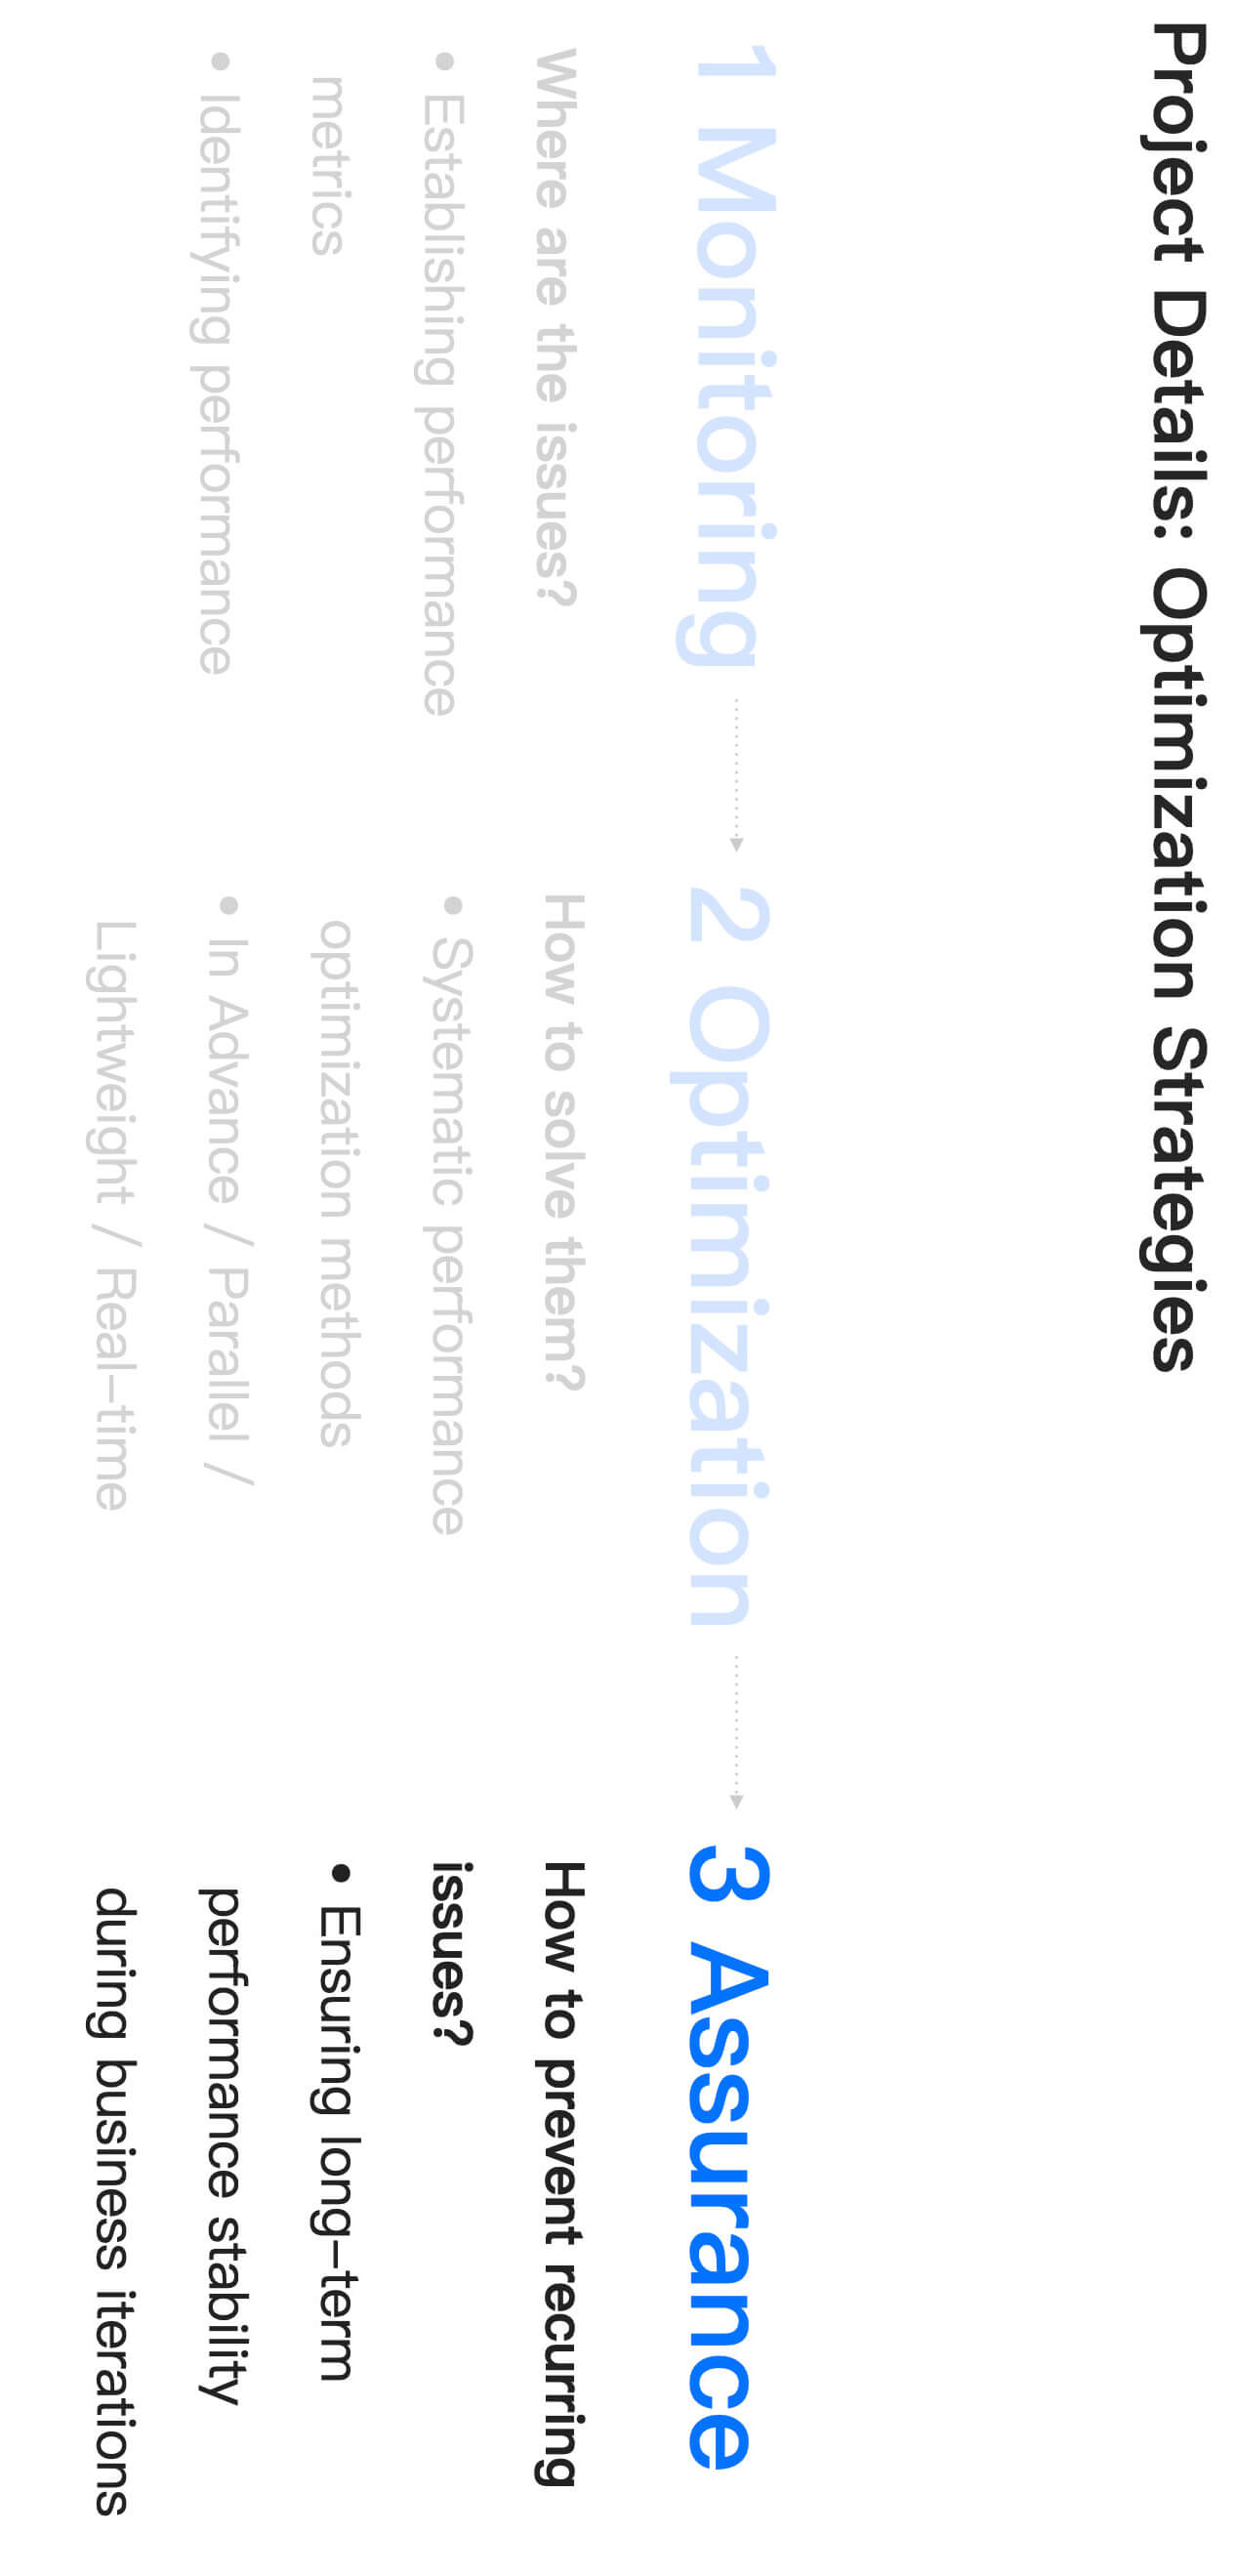 Project Details: Optimization Strategies
1 Monitoring
Where are the issues?
• Establishing performance
metrics
• Identifying performance
2 Optimization
How to solve them?
• Systematic performance
optimization methods
• In Advance / Parallel /
Lightweight / Real-time
3 Assurance
How to prevent recurring
issues?
• Ensuring long-term
performance stability
during business iterations